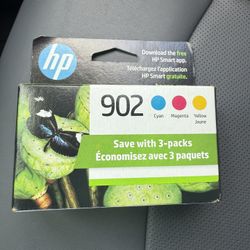 hp
Download the free
HP Smart app.
Téléchargez l'application
HP Smart gratuite.
902
Cyan
Magenta
Yellow
Jaune
Save with 3-packs
Économisez avec 3 paquets